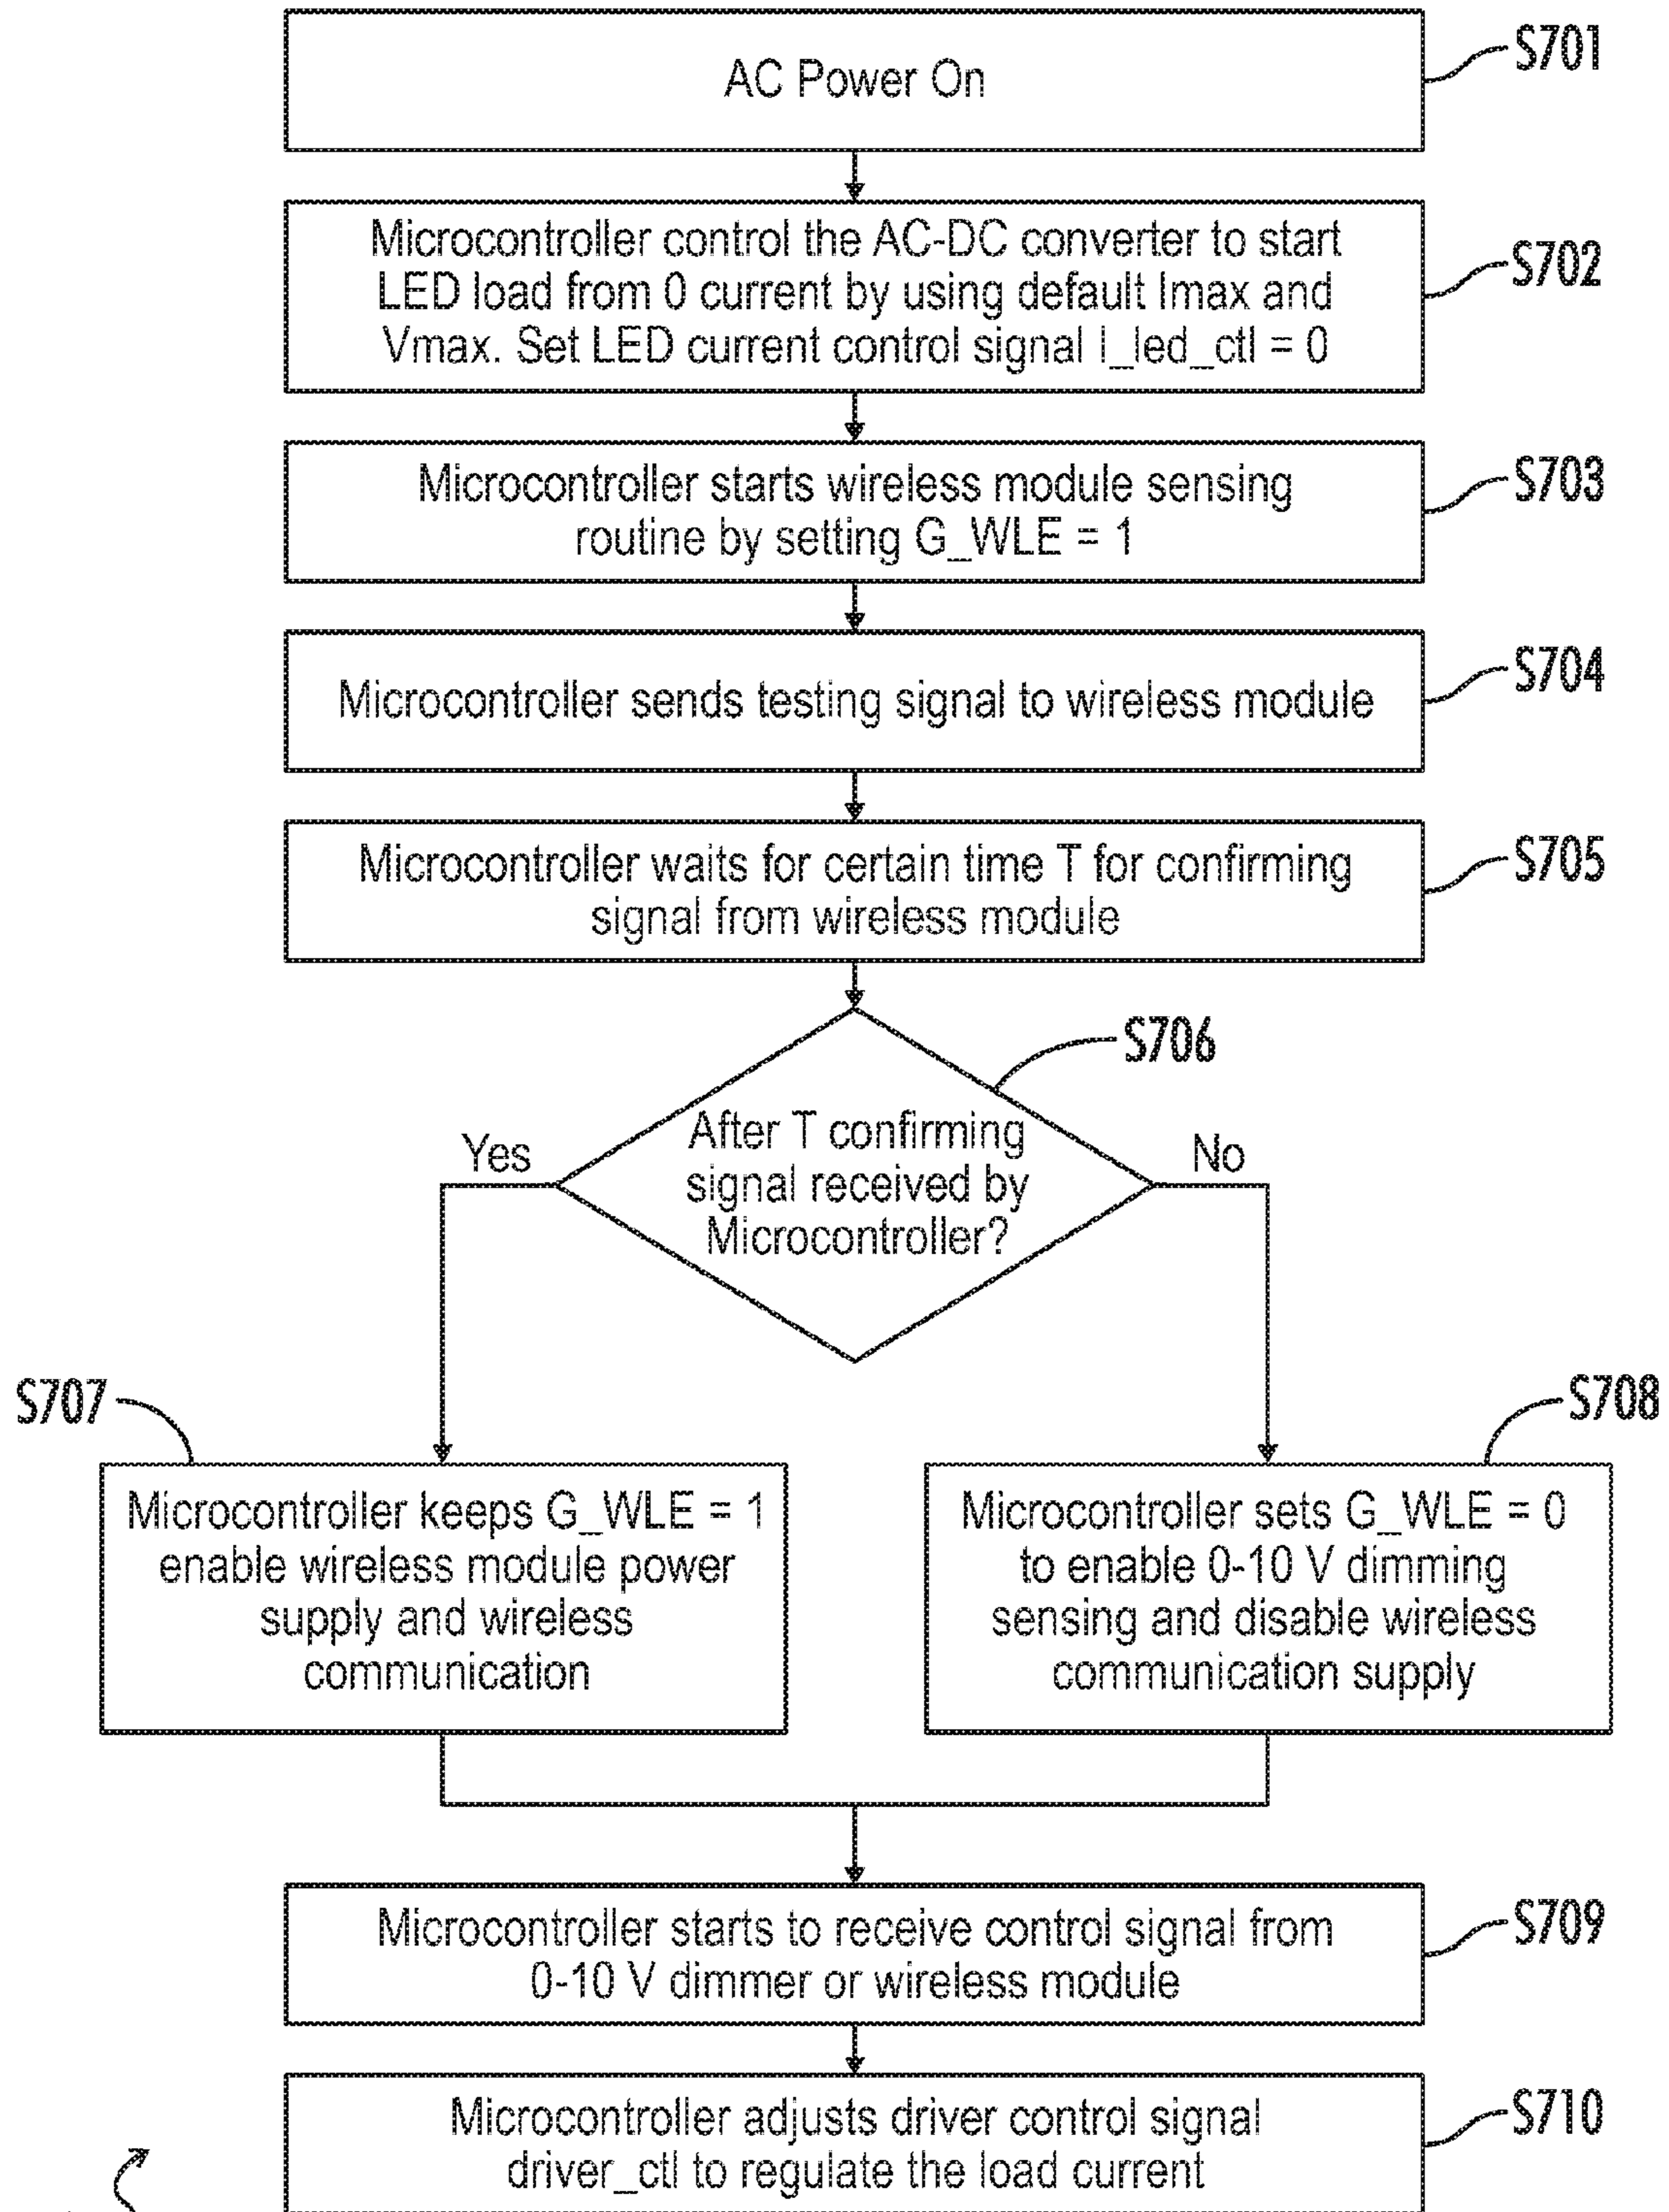 AC Power On
S701
Microcontroller control the AC-DC converter to start
LED load from 0 current by using default Imax and
Vmax. Set LED current control signal I_led_ctl = 0
S702
Microcontroller starts wireless module sensing
routine by setting G_WLE = 1
S703
Microcontroller sends testing signal to wireless module
S704
Microcontroller waits for certain time T for confirming
signal from wireless module
S705
S706
After T confirming
signal received by
Microcontroller?
Yes
No
S707
Microcontroller keeps G_WLE = 1
enable wireless module power
supply and wireless
communication
S708
Microcontroller sets G_WLE = 0
to enable 0-10 V dimming
sensing and disable wireless
communication supply
Microcontroller starts to receive control signal from
0-10 V dimmer or wireless module
S709
Microcontroller adjusts driver control signal
driver_ctl to regulate the load current
S710